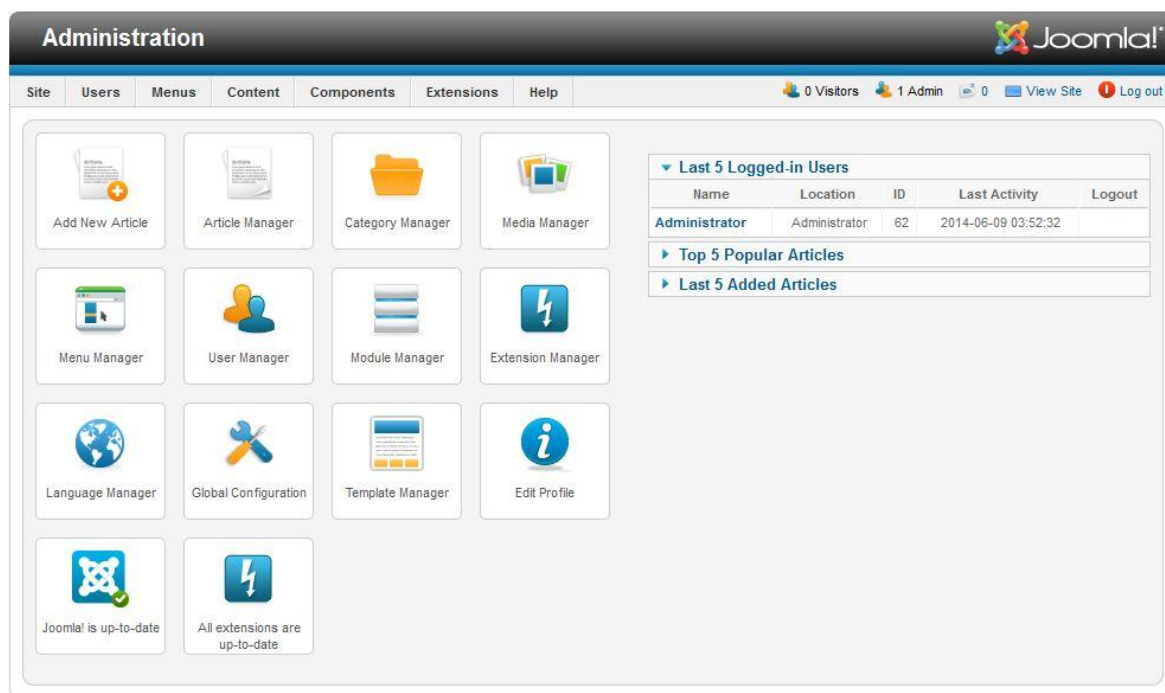 Administration
Joomla!
Site Users Menus Content Components Extensions Help
0 Visitors 1 Admin 0 View Site Log out
Add New Article
Article Manager
Category Manager
Media Manager
Menu Manager
User Manager
Module Manager
Extension Manager
Language Manager
Global Configuration
Template Manager
Edit Profile
Joomla! is up-to-date
All extensions are
up-to-date
Last 5 Logged-in Users
Name Location ID Last Activity Logout
Administrator Administrator 62 2014-06-09 03:52:32
Top 5 Popular Articles
Last 5 Added Articles